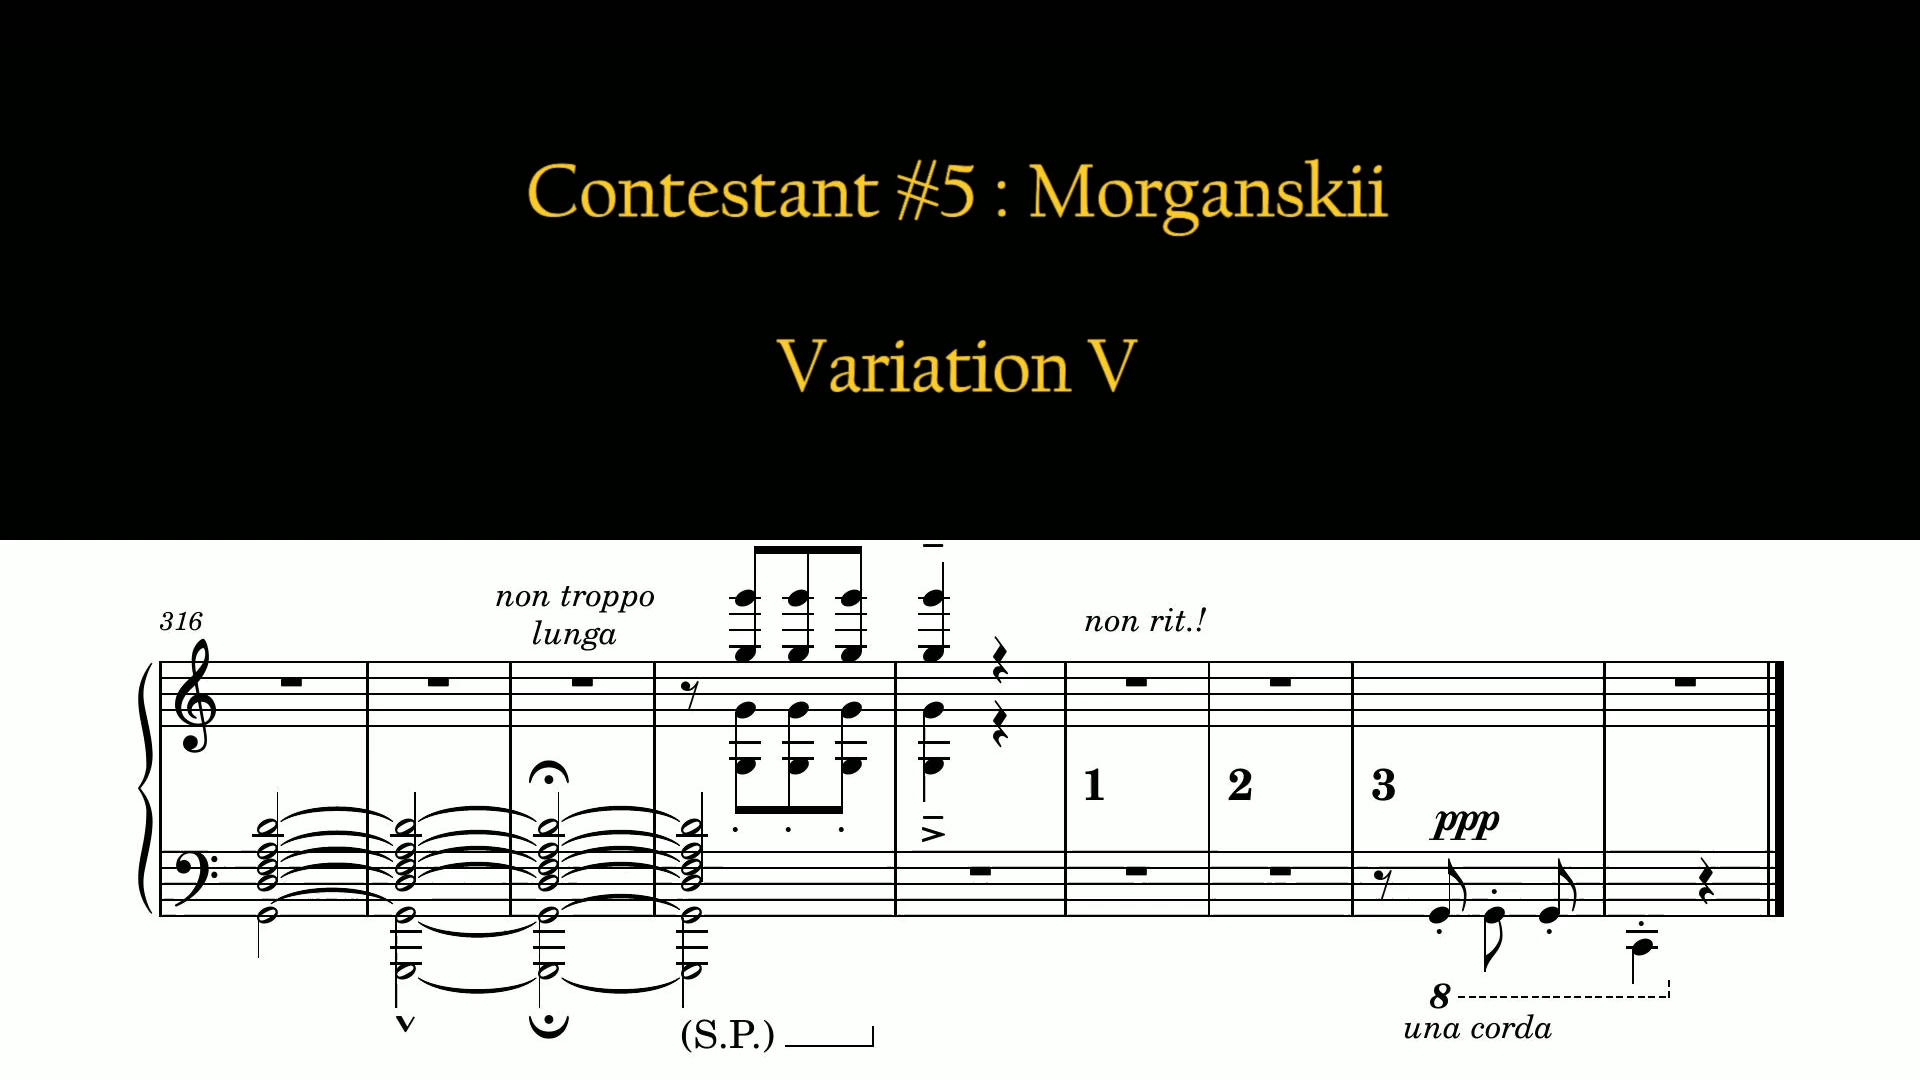 Contestant #5 : Morganskii
Variation V
316
non troppo
lunga
non rit.!
1
2
3
ppp
8
una corda
(S.P.)